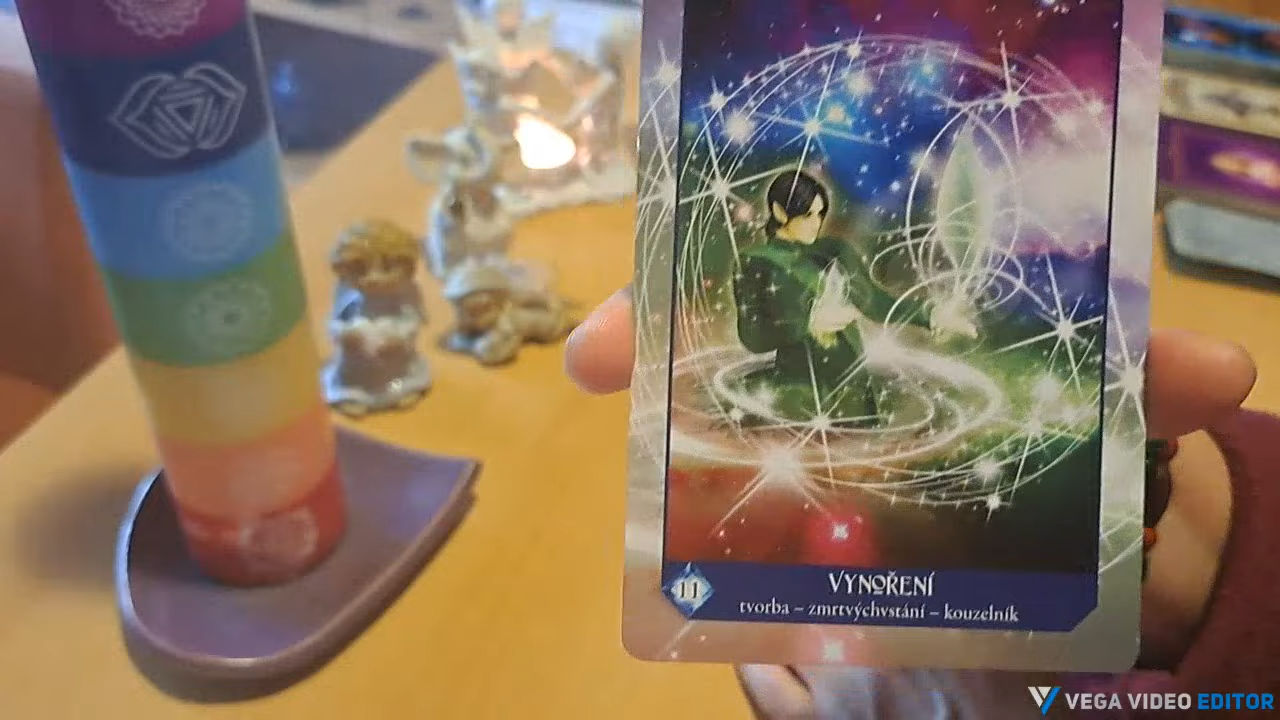 11
VYNOŘENÍ
tvorba – zmrtvýchvstání – kouzelník
VEGA VIDEO EDITOR